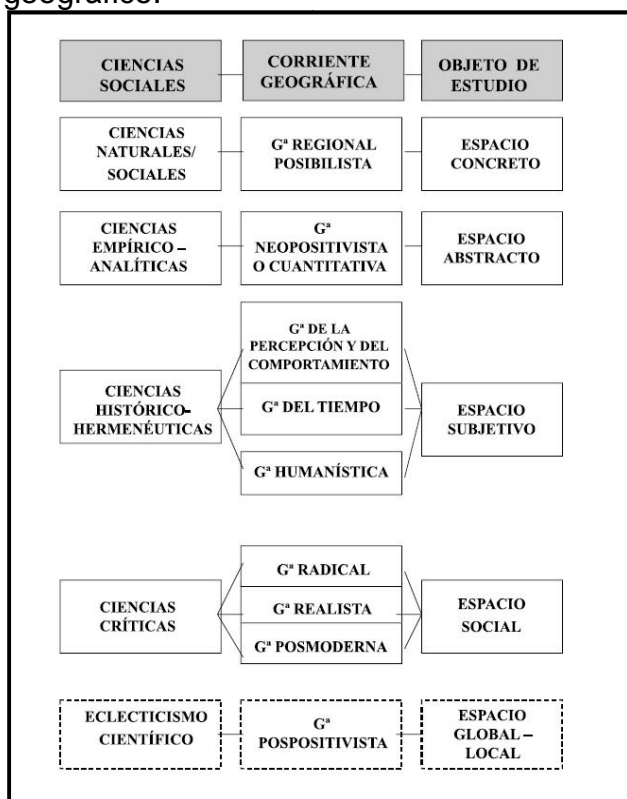 geográfico.
CIENCIAS
SOCIALES
CORRIENTE
GEOGRÁFICA
OBJETO DE
ESTUDIO
CIENCIAS
NATURALES/
SOCIALES
Gª REGIONAL
POSIBILISTA
ESPACIO
CONCRETO
CIENCIAS
EMPÍRICO –
ANALÍTICAS
Gª
NEOPOSITIVISTA
O CUANTITATIVA
ESPACIO
ABSTRACTO
CIENCIAS
HISTÓRICO-
HERMENÉUTICAS
Gª DE LA
PERCEPCIÓN Y DEL
COMPORTAMIENTO
Gª DEL TIEMPO
Gª HUMANÍSTICA
ESPACIO
SUBJETIVO
CIENCIAS
CRÍTICAS
Gª RADICAL
Gª REALISTA
Gª POSMODERNA
ESPACIO
SOCIAL
ECLECTICISMO
CIENTÍFICO
Gª
POSPOSITIVISTA
ESPACIO
GLOBAL –
LOCAL